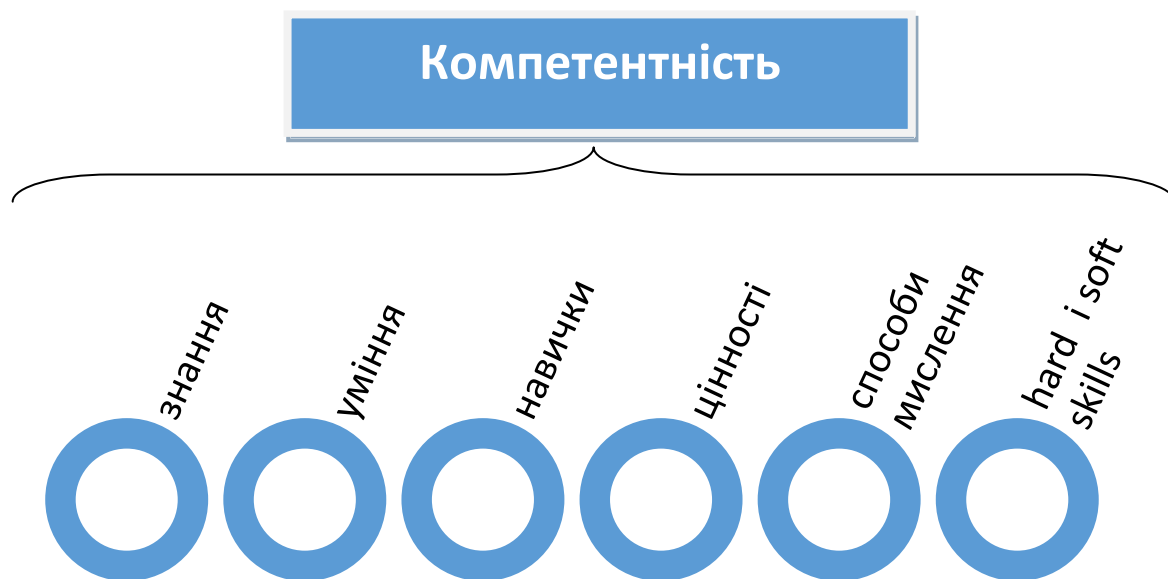 Компетентність
знання
уміння
навички
цінності
способи
мислення
hard і soft
skills